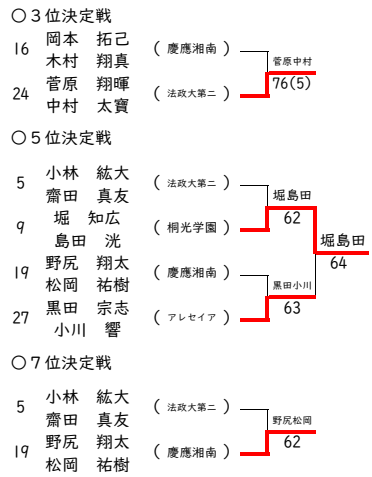 〇３位決定戦
16 岡本 拓己 木村 翔真 （慶應湘南）
24 菅原 翔暉 中村 太寶 （法政大第二）
菅原中村
76(5)
〇５位決定戦
5 小林 紘大 齋田 真友 （法政大第二）
9 堀 知広 島田 洸 （桐光学園）
堀島田
62
19 野尻 翔太 松岡 祐樹 （慶應湘南）
27 黒田 宗志 小川 響 （アレセイア）
黒田小川
63
堀島田
64
〇７位決定戦
5 小林 紘大 齋田 真友 （法政大第二）
19 野尻 翔太 松岡 祐樹 （慶應湘南）
野尻松岡
62